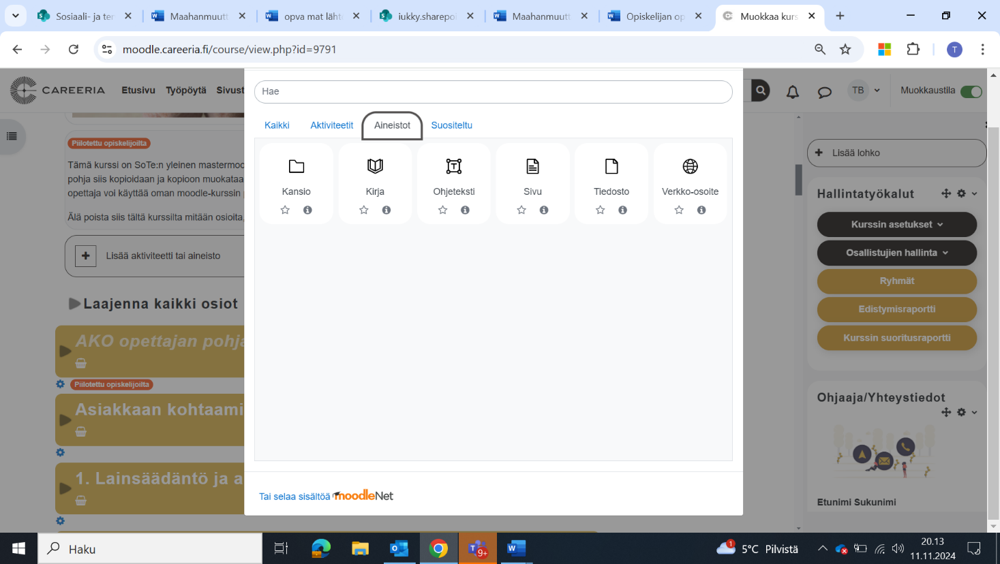 Sosiaali- ja ter
Maahanmuutt
opva mat läht
iukky.sharepoi
Maahanmuutt
Opiskelijan op
Muokkaa kurs
moodle.careeria.fi/course/view.php?id=9791
T
CAREERIA
Etusivu
Työpöytä
Sivust
TB
Muokkaustila
Hae
Kaikki
Aktiviteetit
Aineistot
Suositeltu
Kansio
Kirja
Ohjeteksti
Sivu
Tiedosto
Verkko-osoite
Tai selaa sisältöä moodleNet
Piilotettu opiskelijoilta
Tämä kurssi on SoTe:n yleinen mastermoo
pohja siis kopioidaan ja kopioon muokataa
opettaja voi käyttää oman moodle-kurssin
Älä poista siis tältä kurssilta mitään osioita,
Lisää aktiviteetti tai aineisto
Laajenna kaikki osiot
AKO opettajan pohja
Piilotettu opiskelijoilta
Asiakkaan kohtaami
1. Lainsäädäntö ja a
Lisää lohko
Hallintatyökalut
Kurssin asetukset
Osallistujien hallinta
Ryhmät
Edistymisraportti
Kurssin suoritusraportti
Ohjaaja/Yhteystiedot
Etunimi Sukunimi
Haku
9+
1
5°C Pilvistä
20.13
11.11.2024